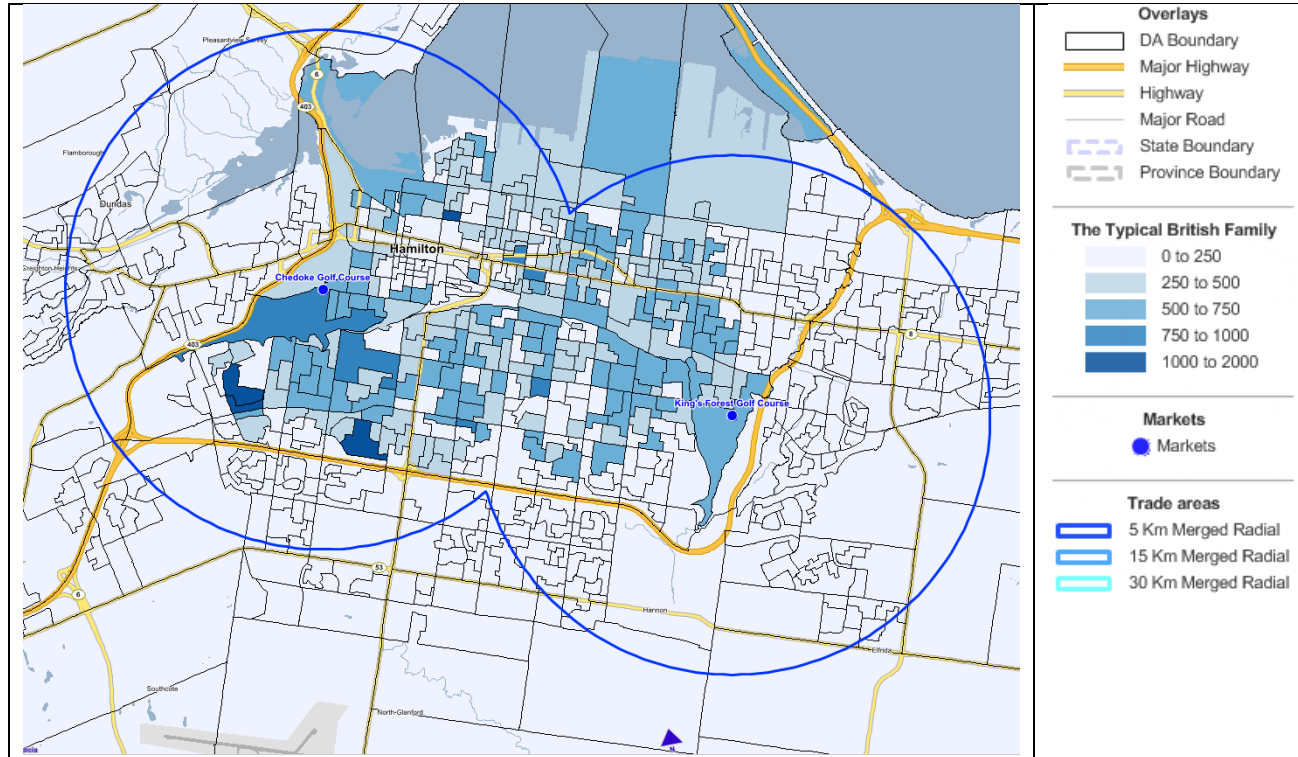 Pleasantview Survey
6
403
Flamborough
Dundas
Hamilton
Creighton Heights
Chedoke Golf Course
403
8
King's Forest Golf Course
53
6
Hannon
Elfrida
Southcote
North-Glanford
N
Overlays
DA Boundary
Major Highway
Highway
Major Road
State Boundary
Province Boundary
The Typical British Family
0 to 250
250 to 500
500 to 750
750 to 1000
1000 to 2000
Markets
Markets
Trade areas
5 Km Merged Radial
15 Km Merged Radial
30 Km Merged Radial